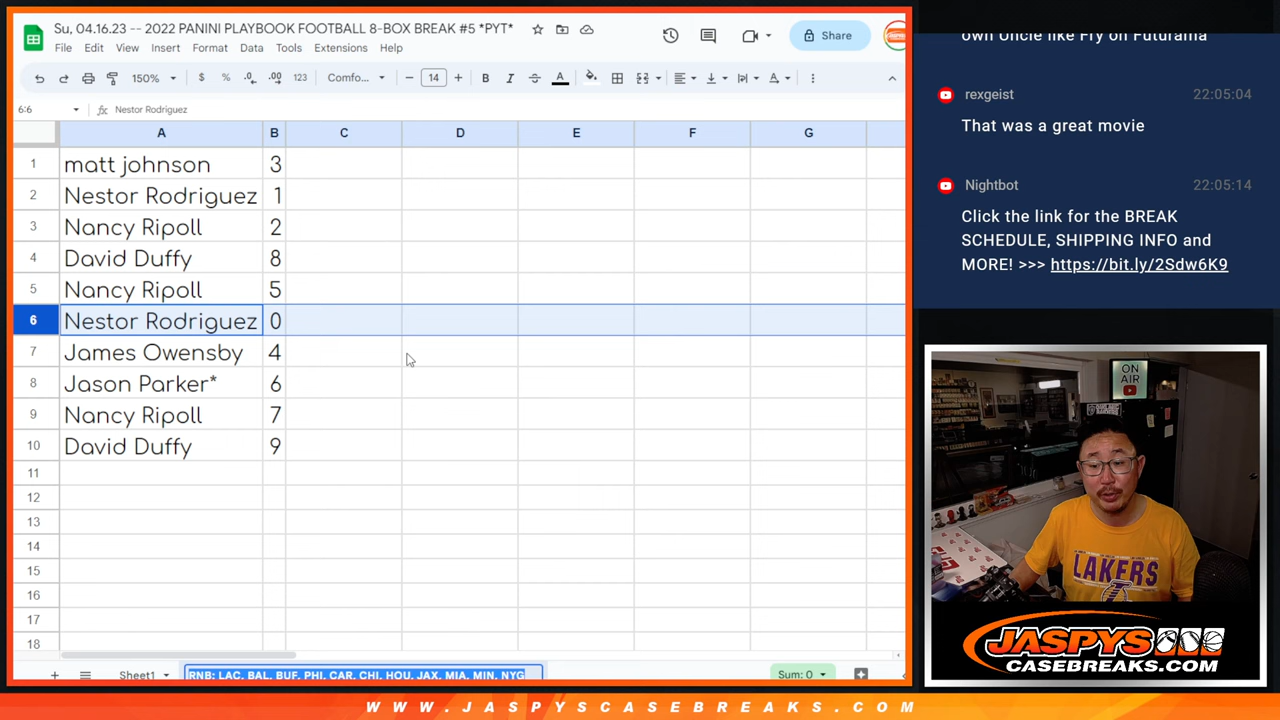 Su, 04.16.23 -- 2022 PANINI PLAYBOOK FOOTBALL 8-BOX BREAK #5 *PYT*
File Edit View Insert Format Data Tools Extensions Help
Share
150% $ % .0 .00 123 Comfo... 14 B I A
6:6 fx Nestor Rodriguez
A B C D E F G
1 matt johnson 3
2 Nestor Rodriguez 1
3 Nancy Ripoll 2
4 David Duffy 8
5 Nancy Ripoll 5
6 Nestor Rodriguez 0
7 James Owensby 4
8 Jason Parker* 6
9 Nancy Ripoll 7
10 David Duffy 9
11
12
13
14
15
16
17
18
Sheet1 RNB: LAC, BAL, BUF, PHI, CAR, CHI, HOU, JAX, MIA, MIN, NYG Sum: 0
own Uncle like Fry on Futurama
rexgeist 22:05:04
That was a great movie
Nightbot 22:05:14
Click the link for the BREAK
SCHEDULE, SHIPPING INFO and
MORE! >>> https://bit.ly/2Sdw6K9
ON
AIR
LAKERS
JASPYS
CASEBREAKS.COM
WWW.JASPYSCASEBREAKS.COM